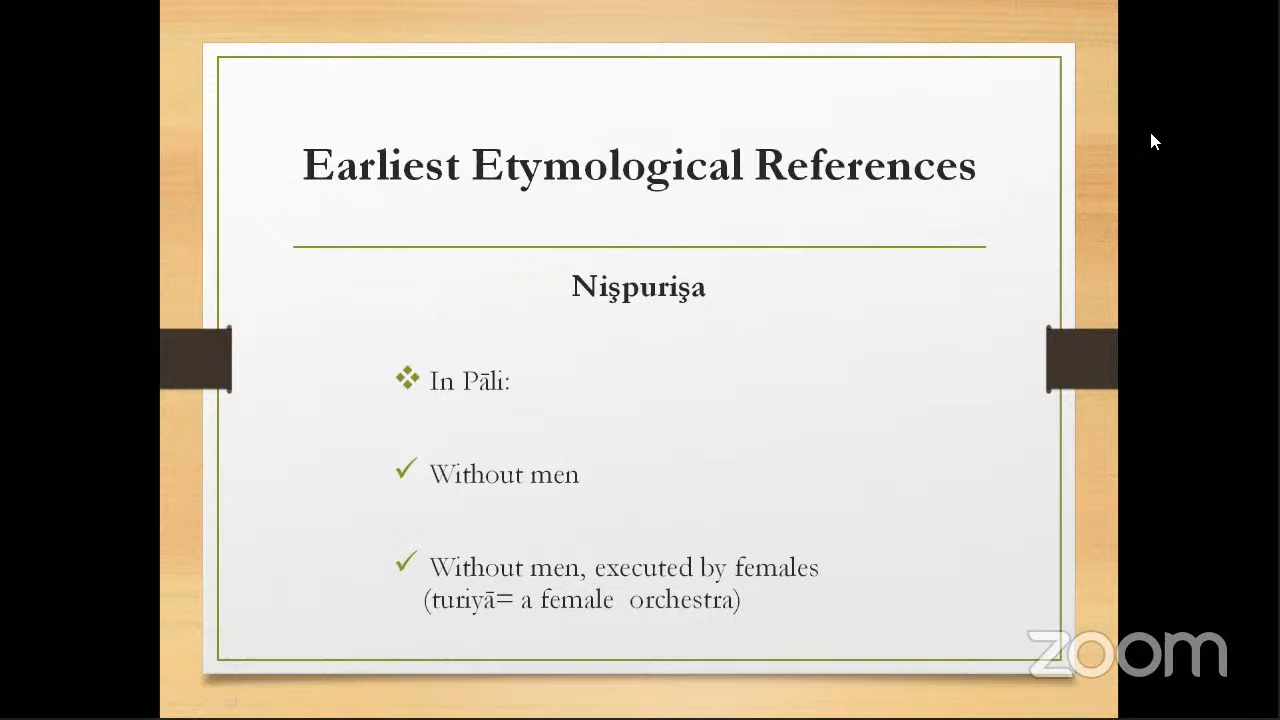 Earliest Etymological References
Nişpurişa
In Pāli:
Without men
Without men, executed by females
(turiyā= a female orchestra)
zoom